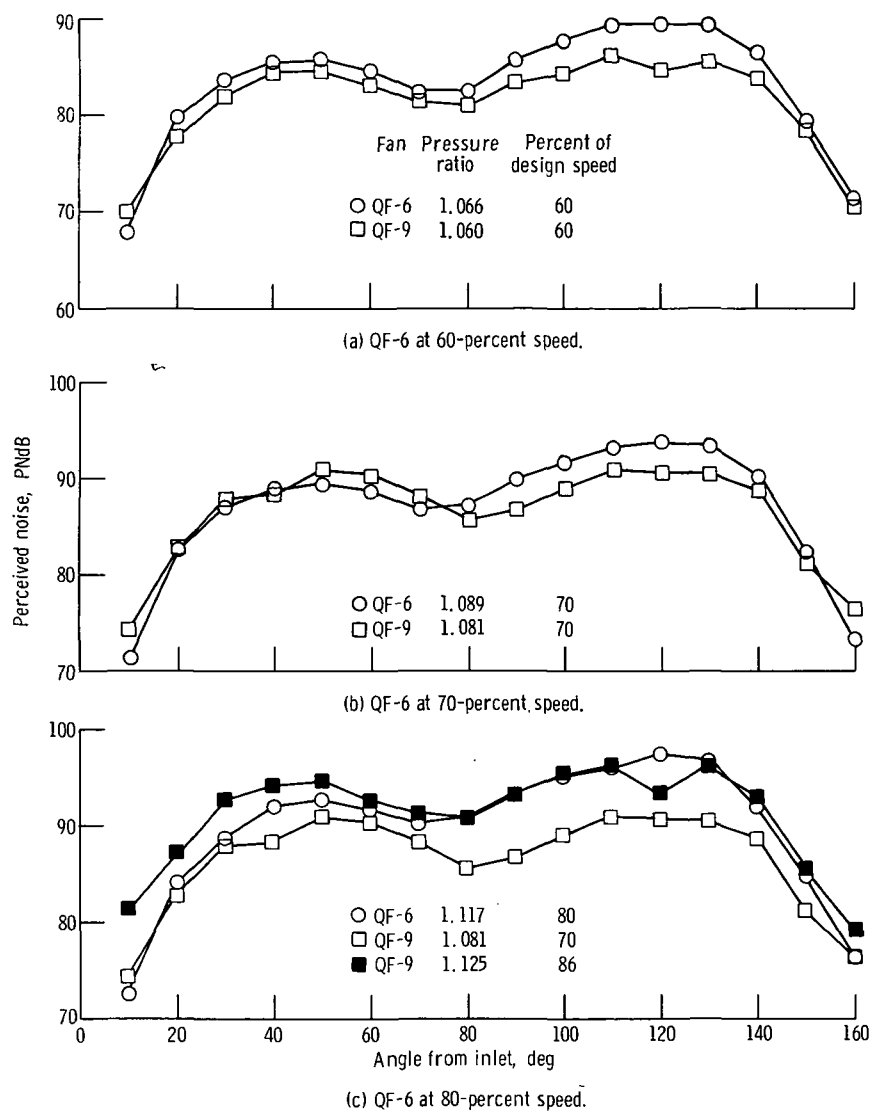 90
80
70
60
Fan Pressure ratio Percent of design speed
QF-6 1.066 60
QF-9 1.060 60
(a) QF-6 at 60-percent speed.
Perceived noise, PNdB
100
90
80
70
QF-6 1.089 70
QF-9 1.081 70
(b) QF-6 at 70-percent speed.
100
90
80
70
QF-6 1.117 80
QF-9 1.081 70
QF-9 1.125 86
0 20 40 60 80 100 120 140 160
Angle from inlet, deg
(c) QF-6 at 80-percent speed.